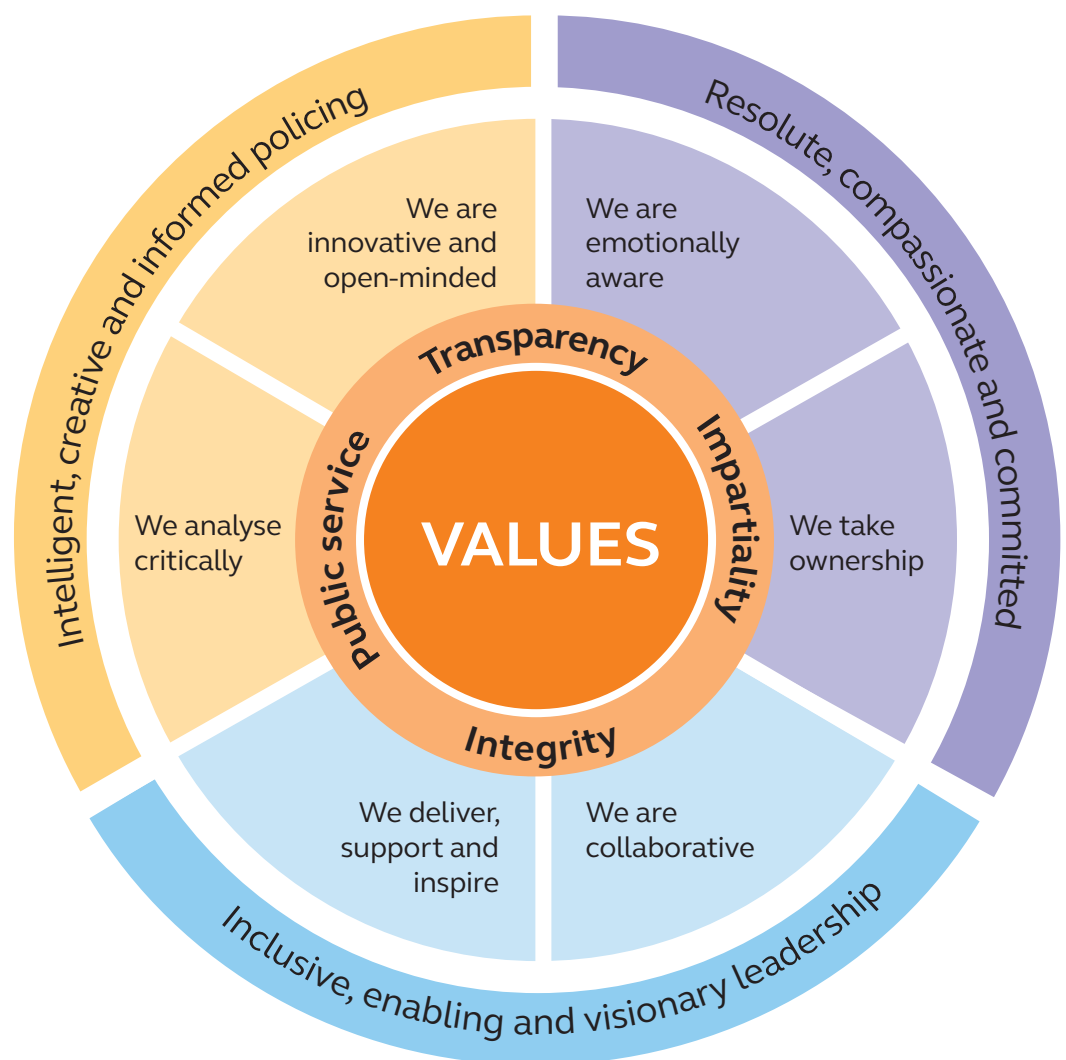 Intelligent, creative and informed policing
Resolute, compassionate and committed
Inclusive, enabling and visionary leadership
We are
innovative and
open-minded
We are
emotionally
aware
We analyse
critically
We take
ownership
We deliver,
support and
inspire
We are
collaborative
Transparency
Impartiality
Integrity
Public service
VALUES